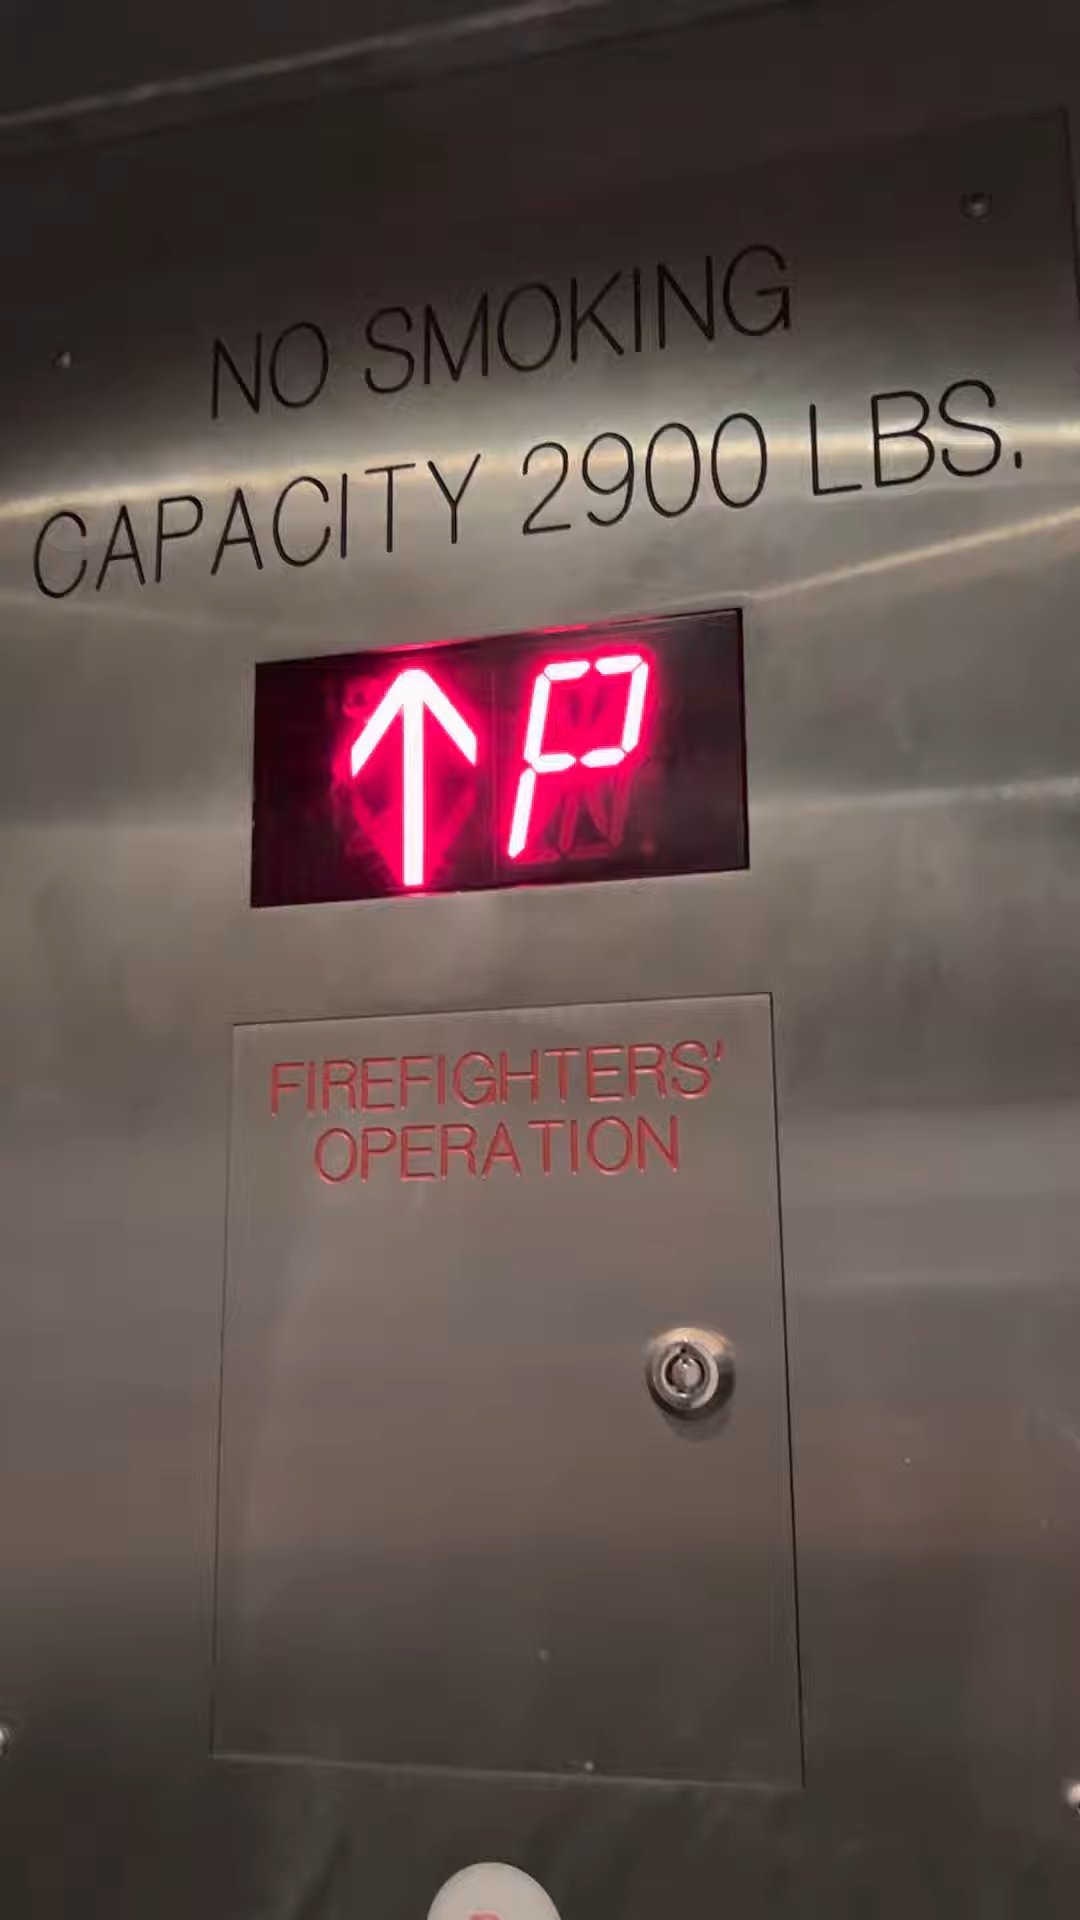 NO SMOKING
CAPACITY 2900 LBS.
↑ P
FIREFIGHTERS'
OPERATION